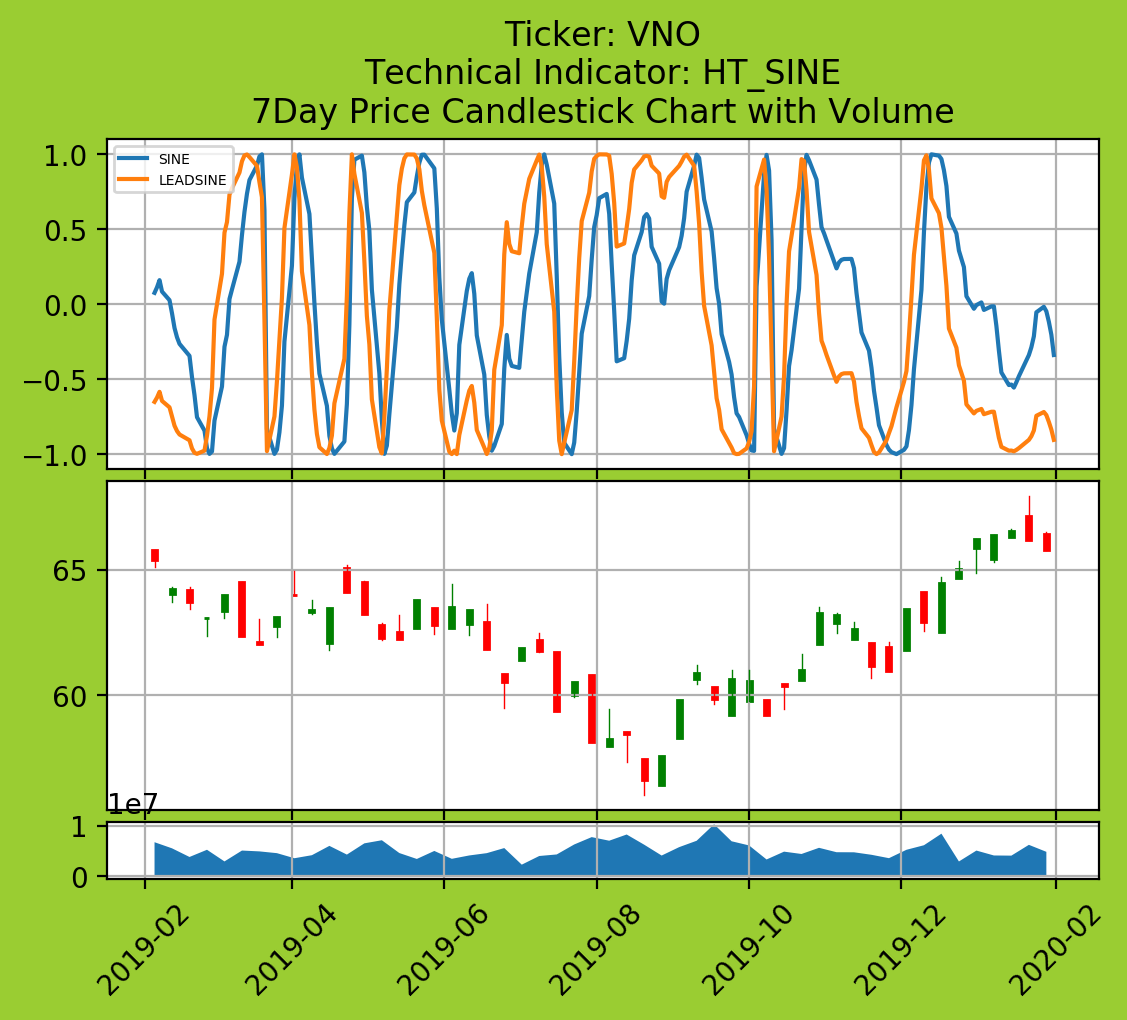 Ticker: VNO
Technical Indicator: HT_SINE
7Day Price Candlestick Chart with Volume
1.0
0.5
0.0
−0.5
−1.0
SINE
LEADSINE
65
60
1e7
1
0
2019-02
2019-04
2019-06
2019-08
2019-10
2019-12
2020-02